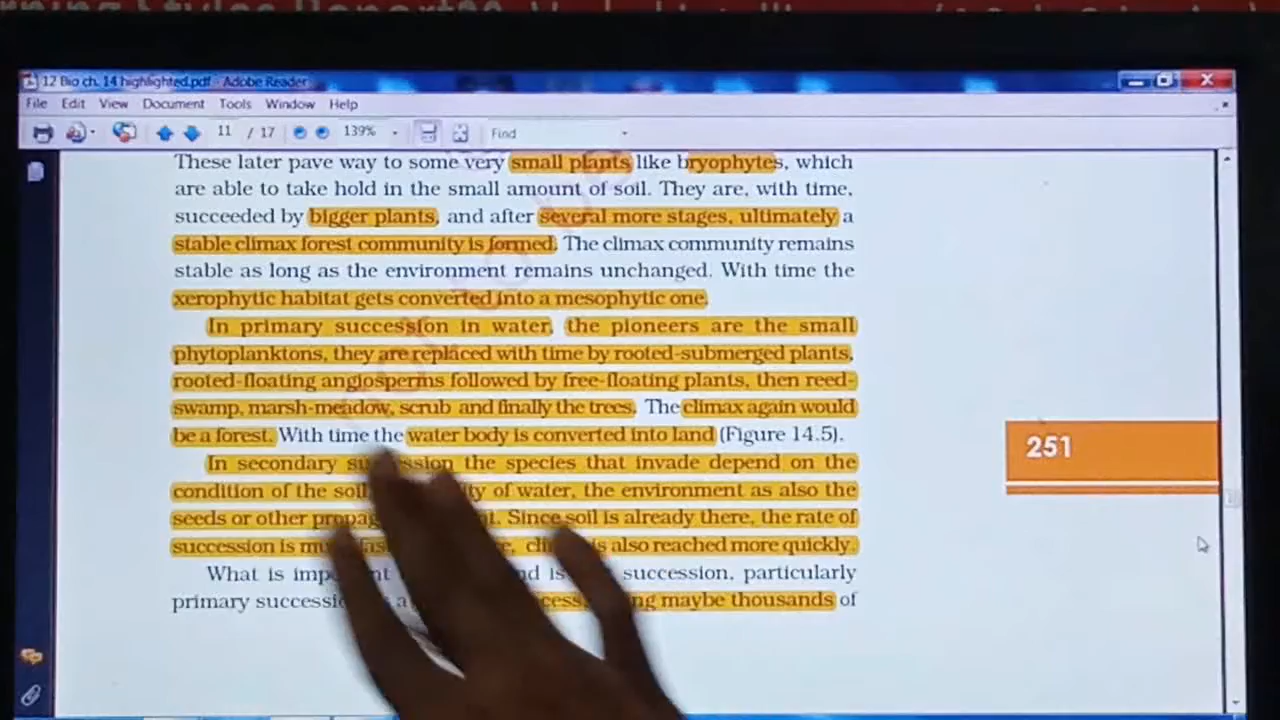 12 Bio ch. 14 highlighted.pdf - Adobe Reader
File Edit View Document Tools Window Help
11 / 17 139% Find
These later pave way to some very small plants like bryophytes, which
are able to take hold in the small amount of soil. They are, with time,
succeeded by bigger plants, and after several more stages, ultimately a
stable climax forest community is formed. The climax community remains
stable as long as the environment remains unchanged. With time the
xerophytic habitat gets converted into a mesophytic one.
In primary succession in water, the pioneers are the small
phytoplanktons, they are replaced with time by rooted-submerged plants,
rooted-floating angiosperms followed by free-floating plants, then reed-
swamp, marsh-meadow, scrub and finally the trees. The climax again would
be a forest. With time the water body is converted into land (Figure 14.5).
251
In secondary succession the species that invade depend on the
condition of the soil of water, the environment as also the
seeds or other Since soil is already there, the rate of
succession is is also reached more quickly.
What is succession, particularly
primary maybe thousands of